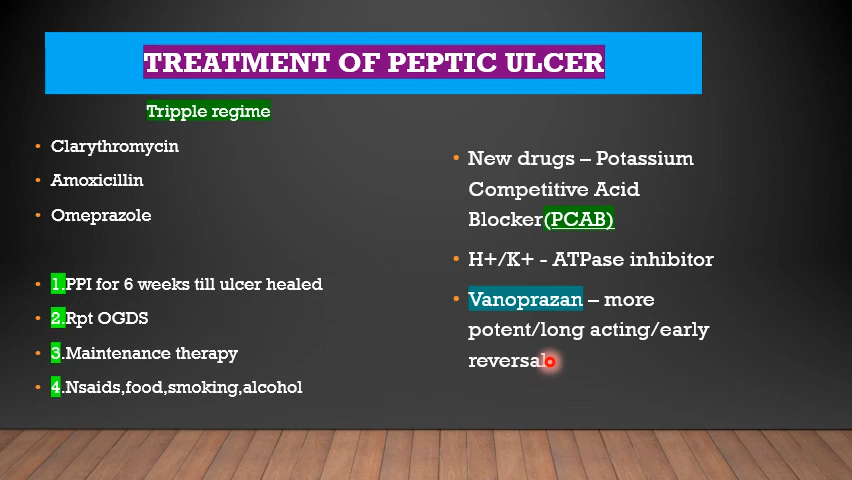 TREATMENT OF PEPTIC ULCER
Tripple regime
• Clarythromycin
• Amoxicillin
• Omeprazole
• 1.PPI for 6 weeks till ulcer healed
• 2.Rpt OGDS
• 3.Maintenance therapy
• 4.Nsaids,food,smoking,alcohol
• New drugs – Potassium
Competitive Acid
Blocker(PCAB)
• H+/K+ - ATPase inhibitor
• Vanoprazan – more
potent/long acting/early
reversal